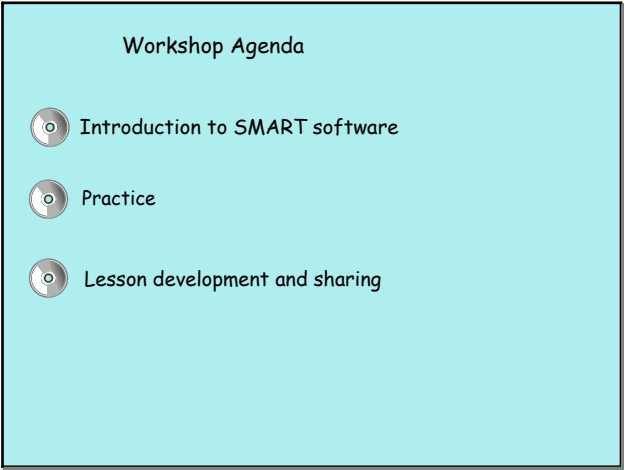 Workshop Agenda
Introduction to SMART software
Practice
Lesson development and sharing